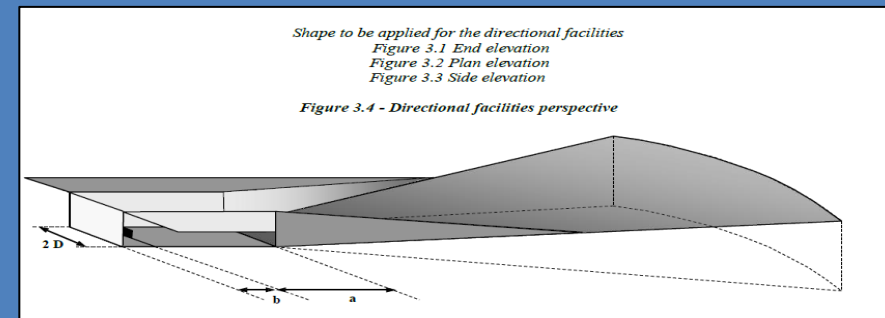 Shape to be applied for the directional facilities
Figure 3.1 End elevation
Figure 3.2 Plan elevation
Figure 3.3 Side elevation
Figure 3.4 - Directional facilities perspective
2 D
b
a